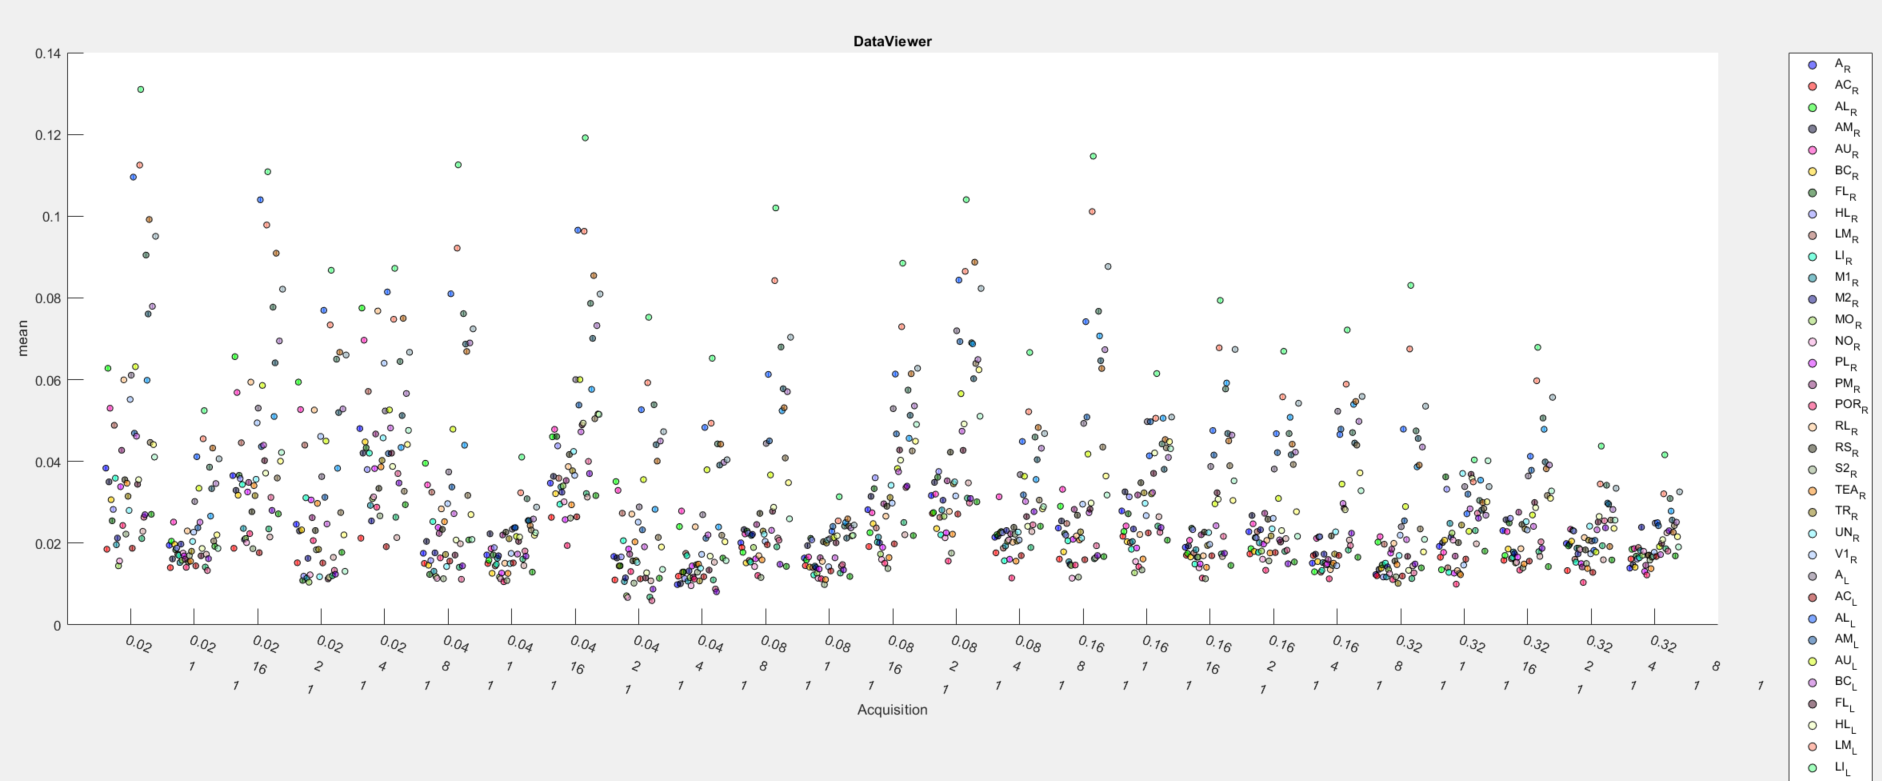 DataViewer
0.14
0.12
0.1
0.08
0.06
0.04
0.02
0
mean
0.02 0.02 0.02 0.02 0.02 0.04 0.04 0.04 0.04 0.04 0.08 0.08 0.08 0.08 0.08 0.16 0.16 0.16 0.16 0.16 0.32 0.32 0.32 0.32 0.32
1 16 2 4 8 1 16 2 4 8 1 16 2 4 8 1 16 2 4 8 1 16 2 4 8
1 1 1 1 1 1 1 1 1 1 1 1 1 1 1 1 1 1 1 1 1 1 1 1 1
Acquisition
A_R
AC_R
AL_R
AM_R
AU_R
BC_R
FL_R
HL_R
LM_R
LI_R
M1_R
M2_R
MO_R
NO_R
PL_R
PM_R
POR_R
RL_R
RS_R
S2_R
TEA_R
TR_R
UN_R
V1_R
A_L
AC_L
AL_L
AM_L
AU_L
BC_L
FL_L
HL_L
LM_L
LI_L